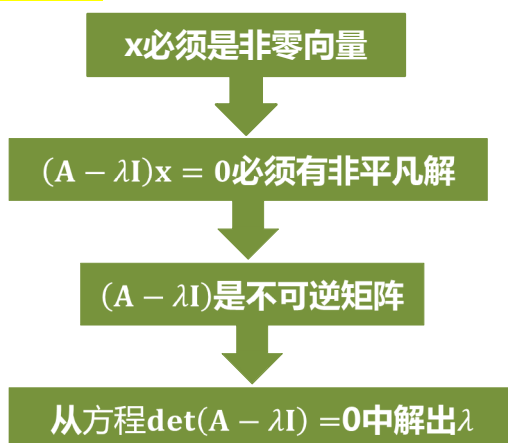 x必须是非零向量
(A − λI)x = 0必须有非平凡解
(A − λI)是不可逆矩阵
从方程det(A − λI) =0中解出λ